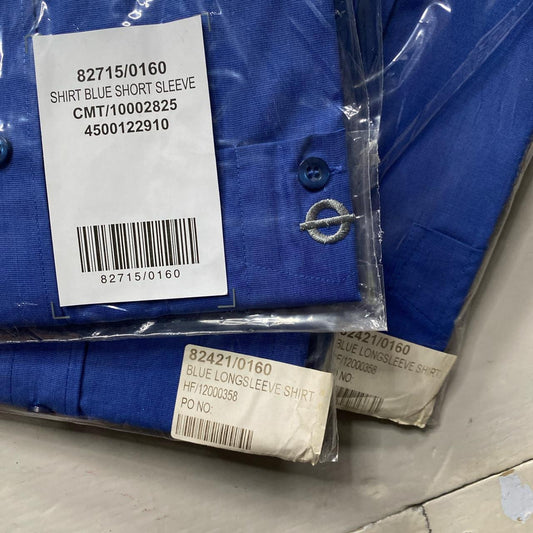 82715/0160
SHIRT BLUE SHORT SLEEVE
CMT/10002825
4500122910
82715/0160
82421/0160
BLUE LONGSLEEVE SHIRT
HF/12000358
PO NO:
82421/0160
BLUE LONGSLEEVE SHIRT
HF/12000358
PO NO: